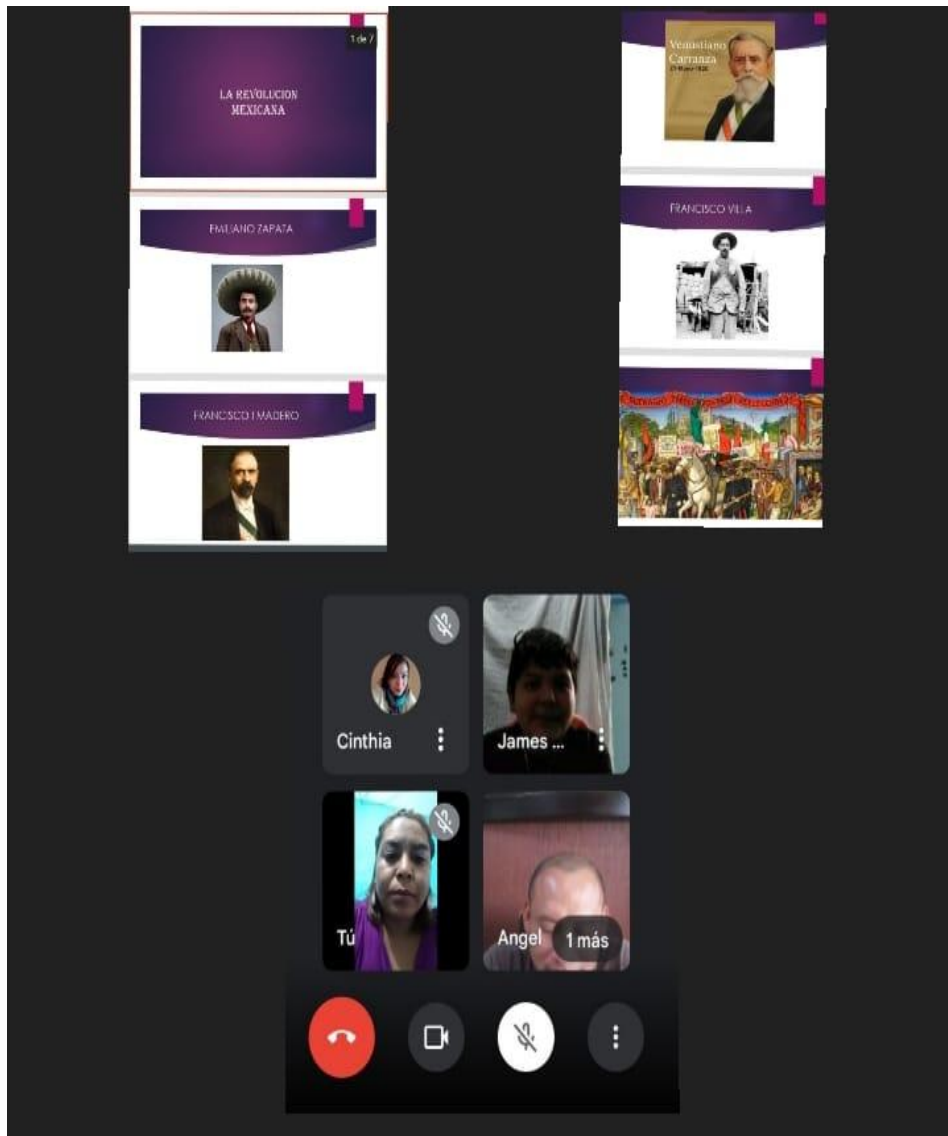 1 de 7
LA REVOLUCION
MEXICANA
EMILIANO ZAPATA
FRANCISCO I MADERO
Venustiano
Carranza
FRANCISCO VILLA
Cinthia
James ...
Tú
Angel
1 más